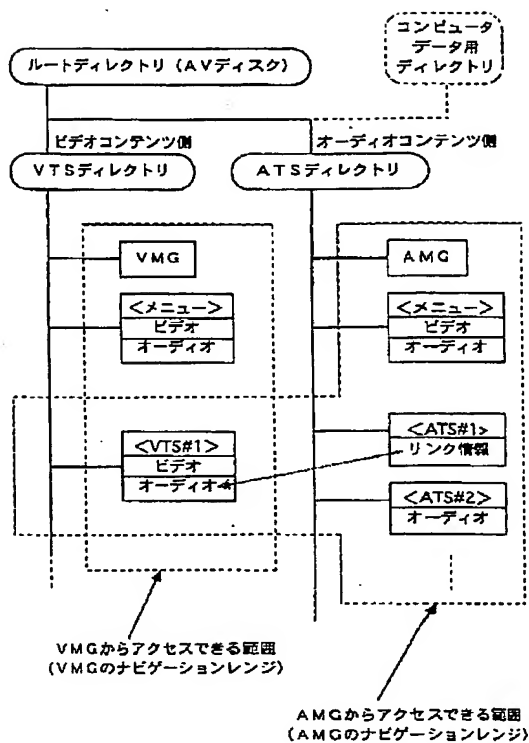 コンピュータ
データ用
ディレクトリ
ルートディレクトリ（AVディスク）
ビデオコンテンツ側
オーディオコンテンツ側
VTSディレクトリ
ATSディレクトリ
VMG
AMG
<メニュー>
ビデオ
オーディオ
<メニュー>
ビデオ
オーディオ
<VTS#1>
ビデオ
オーディオ
<ATS#1>
リンク情報
<ATS#2>
オーディオ
VMGからアクセスできる範囲
（VMGのナビゲーションレンジ）
AMGからアクセスできる範囲
（AMGのナビゲーションレンジ）